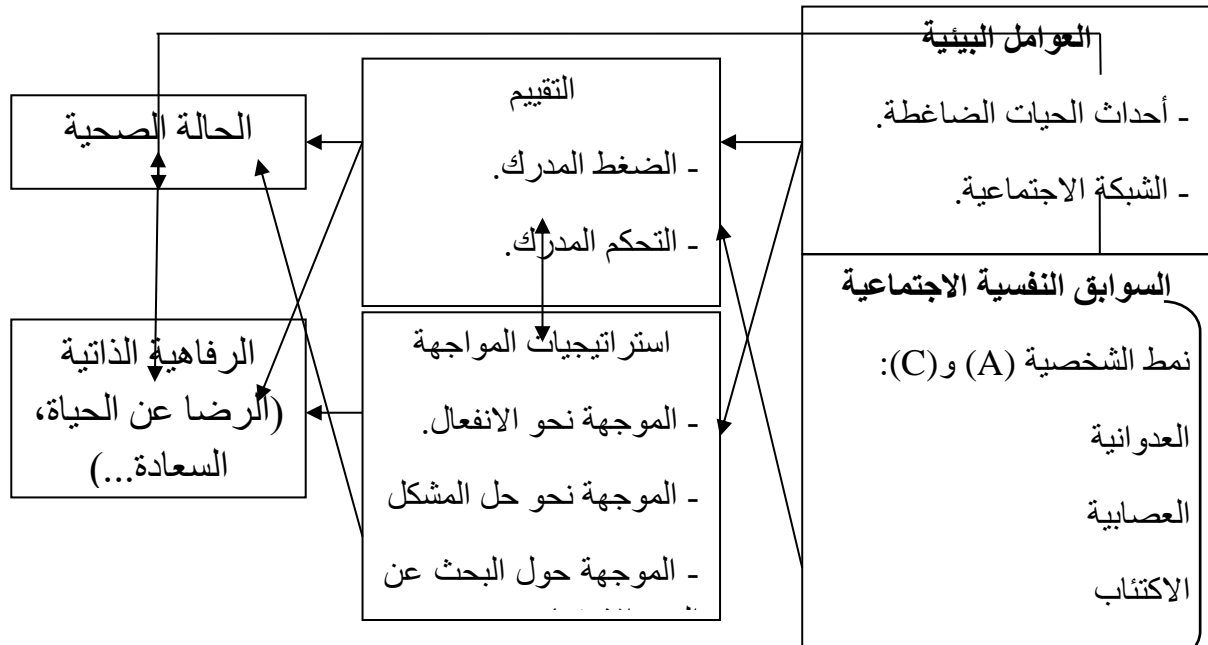 العوامل البيئية
- أحداث الحيات الضاغطة.
- الشبكة الاجتماعية.
السوابق النفسية الاجتماعية
نمط الشخصية (A) و(C):
العدوانية
العصابية
الاكتئاب
التقييم
- الضغط المدرك.
- التحكم المدرك.
استراتيجيات المواجهة
- الموجهة نحو الانفعال.
- الموجهة نحو حل المشكل
- الموجهة حول البحث عن
الحالة الصحية
الرفاهية الذاتية
(الرضا عن الحياة،
السعادة...)